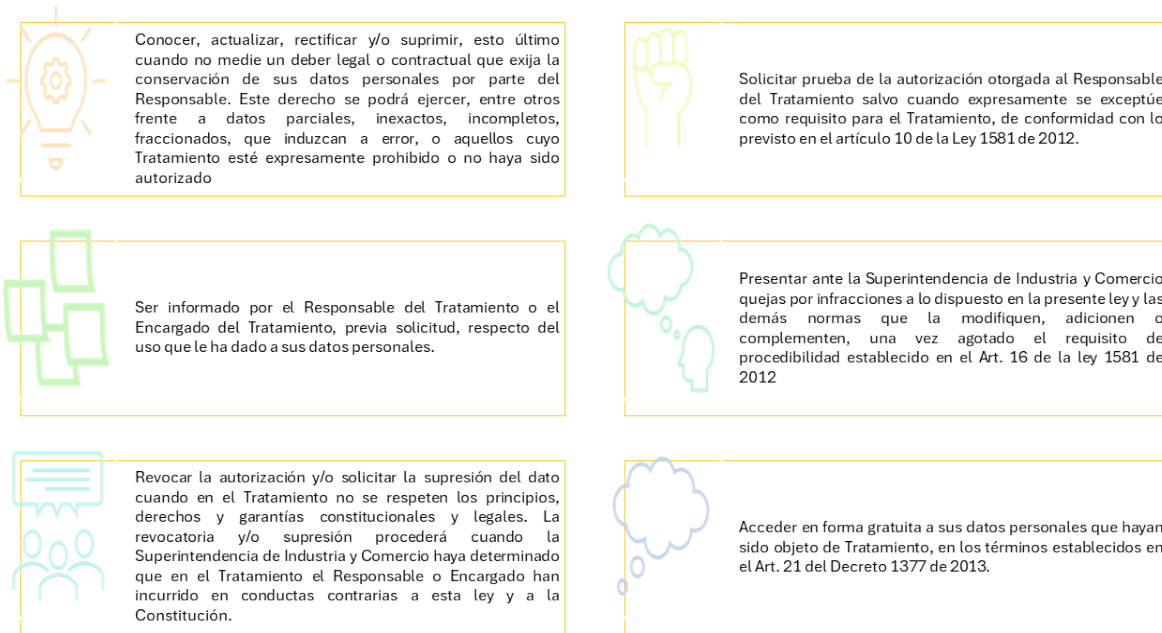 Conocer, actualizar, rectificar y/o suprimir, esto último
cuando no medie un deber legal o contractual que exija la
conservación de sus datos personales por parte del
Responsable. Este derecho se podrá ejercer, entre otros
frente a datos parciales, inexactos, incompletos,
fraccionados, que induzcan a error, o aquellos cuyo
Tratamiento esté expresamente prohibido o no haya sido
autorizado
Solicitar prueba de la autorización otorgada al Responsable
del Tratamiento salvo cuando expresamente se exceptúe
como requisito para el Tratamiento, de conformidad con lo
previsto en el artículo 10 de la Ley 1581 de 2012.
Ser informado por el Responsable del Tratamiento o el
Encargado del Tratamiento, previa solicitud, respecto del
uso que le ha dado a sus datos personales.
Presentar ante la Superintendencia de Industria y Comercio
quejas por infracciones a lo dispuesto en la presente ley y las
demás normas que la modifiquen, adicionen o
complementen, una vez agotado el requisito de
procedibilidad establecido en el Art. 16 de la ley 1581 de
2012
Revocar la autorización y/o solicitar la supresión del dato
cuando en el Tratamiento no se respeten los principios,
derechos y garantías constitucionales y legales. La
revocatoria y/o supresión procederá cuando la
Superintendencia de Industria y Comercio haya determinado
que en el Tratamiento el Responsable o Encargado han
incurrido en conductas contrarias a esta ley y a la
Constitución.
Acceder en forma gratuita a sus datos personales que hayan
sido objeto de Tratamiento, en los términos establecidos en
el Art. 21 del Decreto 1377 de 2013.